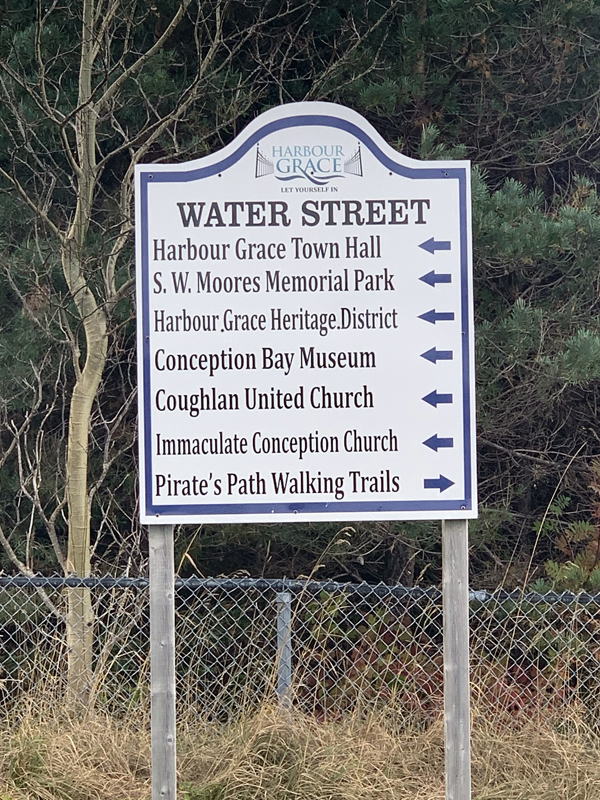 HARBOUR
GRACE
LET YOURSELF IN
WATER STREET
Harbour Grace Town Hall
S. W. Moores Memorial Park
Harbour.Grace Heritage.District
Conception Bay Museum
Coughlan United Church
Immaculate Conception Church
Pirate's Path Walking Trails